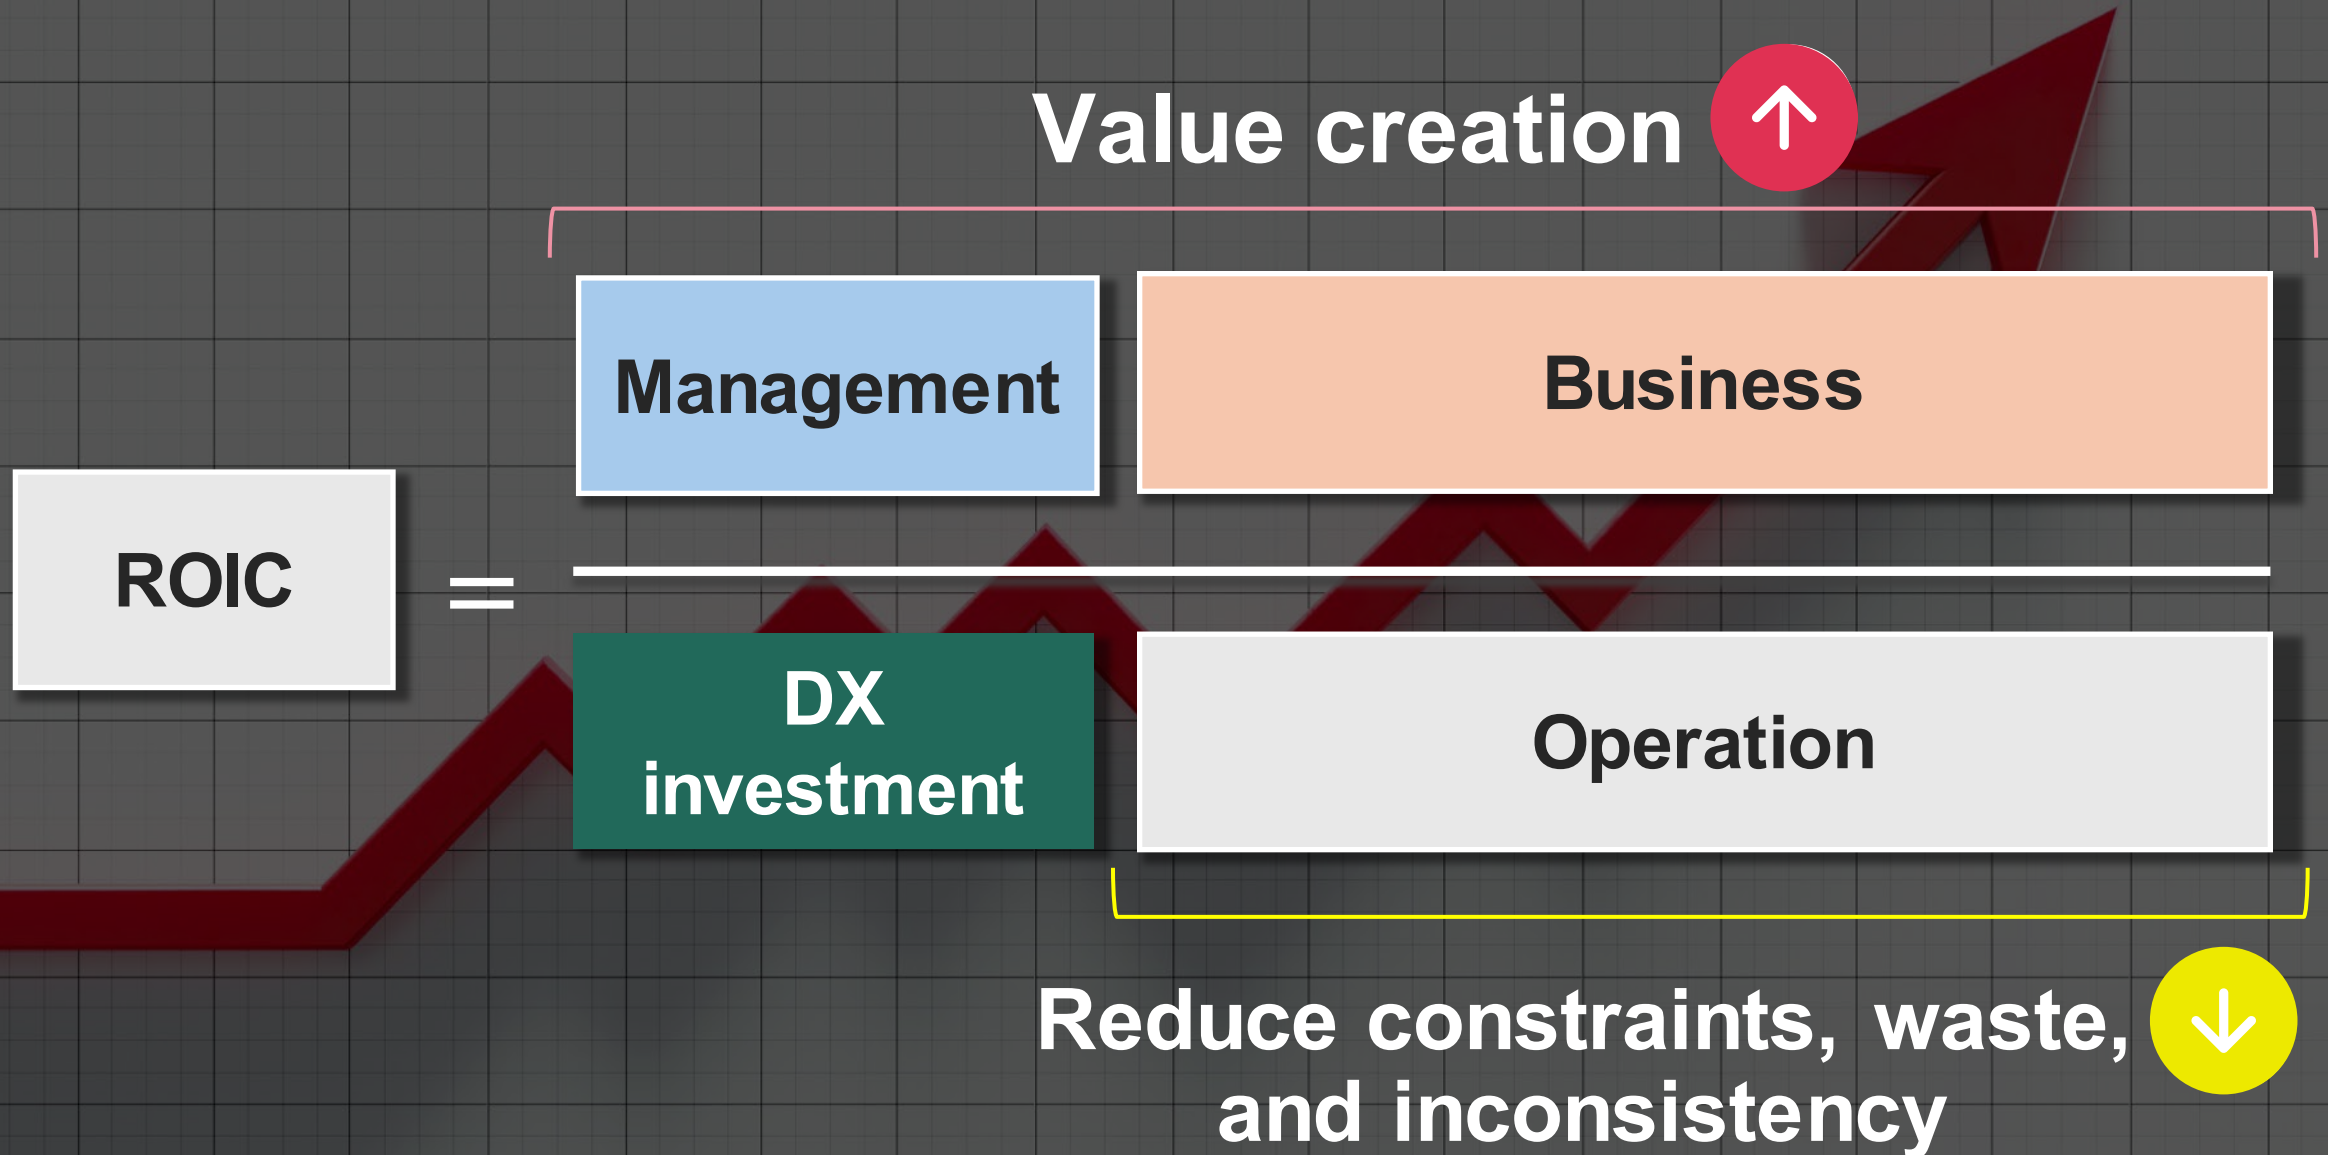 Value creation
Management
Business
ROIC
=
DX
investment
Operation
Reduce constraints, waste,
and inconsistency